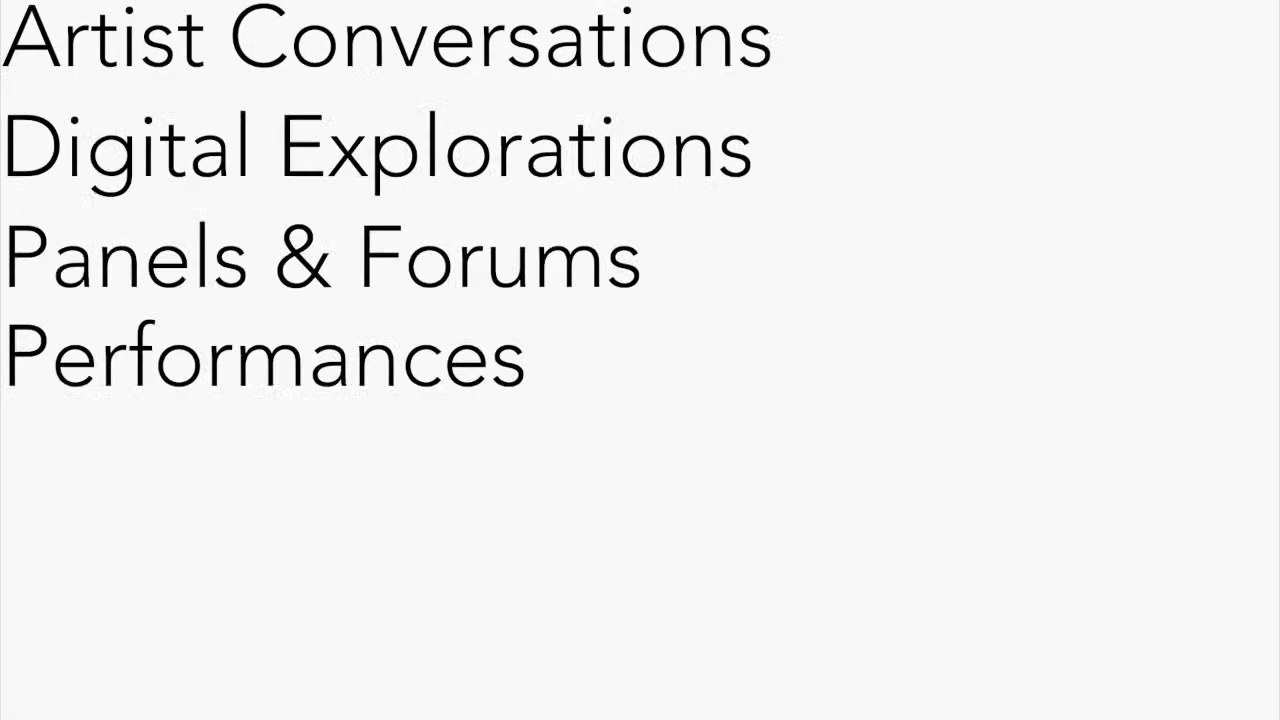 Artist Conversations
Digital Explorations
Panels & Forums
Performances